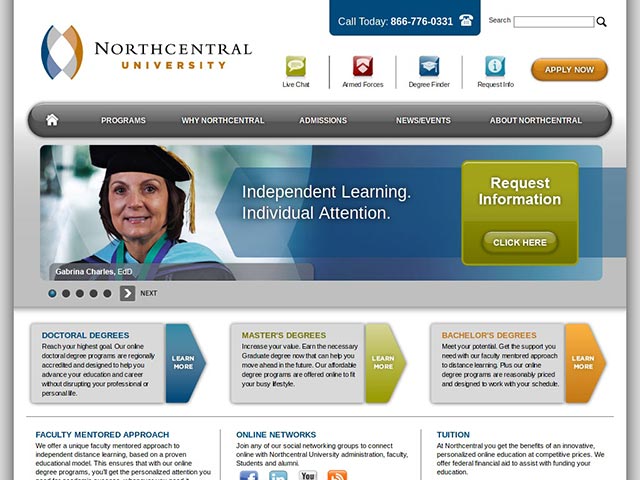 Call Today: 866-776-0331
Search
NORTHCENTRAL
UNIVERSITY
Live Chat
Armed Forces
Degree Finder
Request Info
APPLY NOW
PROGRAMS
WHY NORTHCENTRAL
ADMISSIONS
NEWS/EVENTS
ABOUT NORTHCENTRAL
Independent Learning.
Individual Attention.
Request
Information
CLICK HERE
Gabrina Charles, EdD
NEXT
DOCTORAL DEGREES
Reach your highest goal. Our online
doctoral degree programs are regionally
accredited and designed to help you
advance your education and career
without disrupting your professional or
personal life.
LEARN
MORE
MASTER'S DEGREES
Increase your value. Earn the necessary
Graduate degree now that can help you
move ahead in the future. Our affordable
degree programs are offered online to fit
your busy lifestyle.
LEARN
MORE
BACHELOR'S DEGREES
Meet your potential. Get the support you
need with our faculty mentored approach
to distance learning. Plus our online
degree programs are reasonably priced
and designed to work with your schedule.
LEARN
MORE
FACULTY MENTORED APPROACH
We offer a unique faculty mentored approach to
independent distance learning, based on a proven
educational model. This ensures that with our online
degree programs, you'll get the personalized attention you
ONLINE NETWORKS
Join any of our social networking groups to connect
online with Northcentral University administration, faculty,
Students and alumni.
You
TUITION
At Northcentral you get the benefits of an innovative,
personalized online education at competitive prices. We
offer federal financial aid to assist with funding your
education.